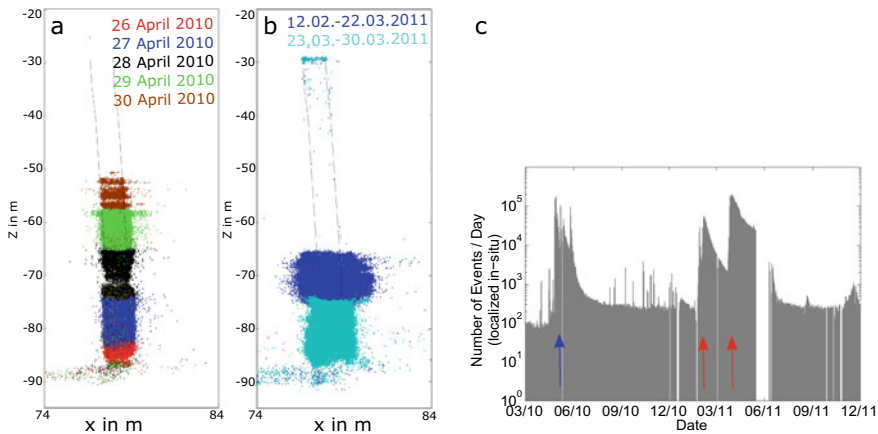 a
26 April 2010
27 April 2010
28 April 2010
29 April 2010
30 April 2010
-20
-30
-40
-50
-60
-70
-80
-90
Z in m
74
84
x in m
b
12.02.-22.03.2011
23,03.-30.03.2011
-20
-30
-40
-50
-60
-70
-80
-90
Z in m
74
84
x in m
c
Number of Events / Day
(localized in-situ)
10^5
10^4
10^3
10^2
10^1
10^0
03/10 06/10 09/10 12/10 03/11 06/11 09/11 12/11
Date